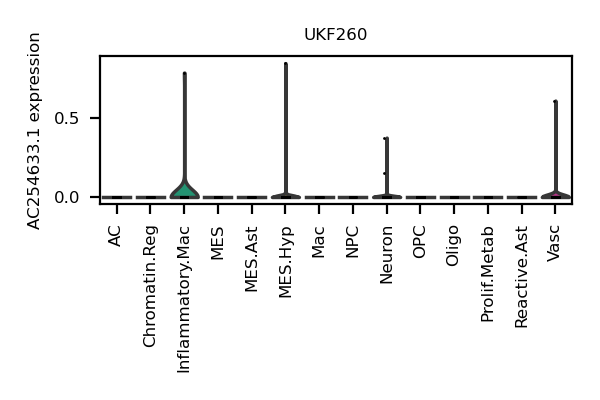 UKF260
AC254633.1 expression
0.5
0.0
AC
Chromatin.Reg
Inflammatory.Mac
MES
MES.Ast
MES.Hyp
Mac
NPC
Neuron
OPC
Oligo
Prolif.Metab
Reactive.Ast
Vasc